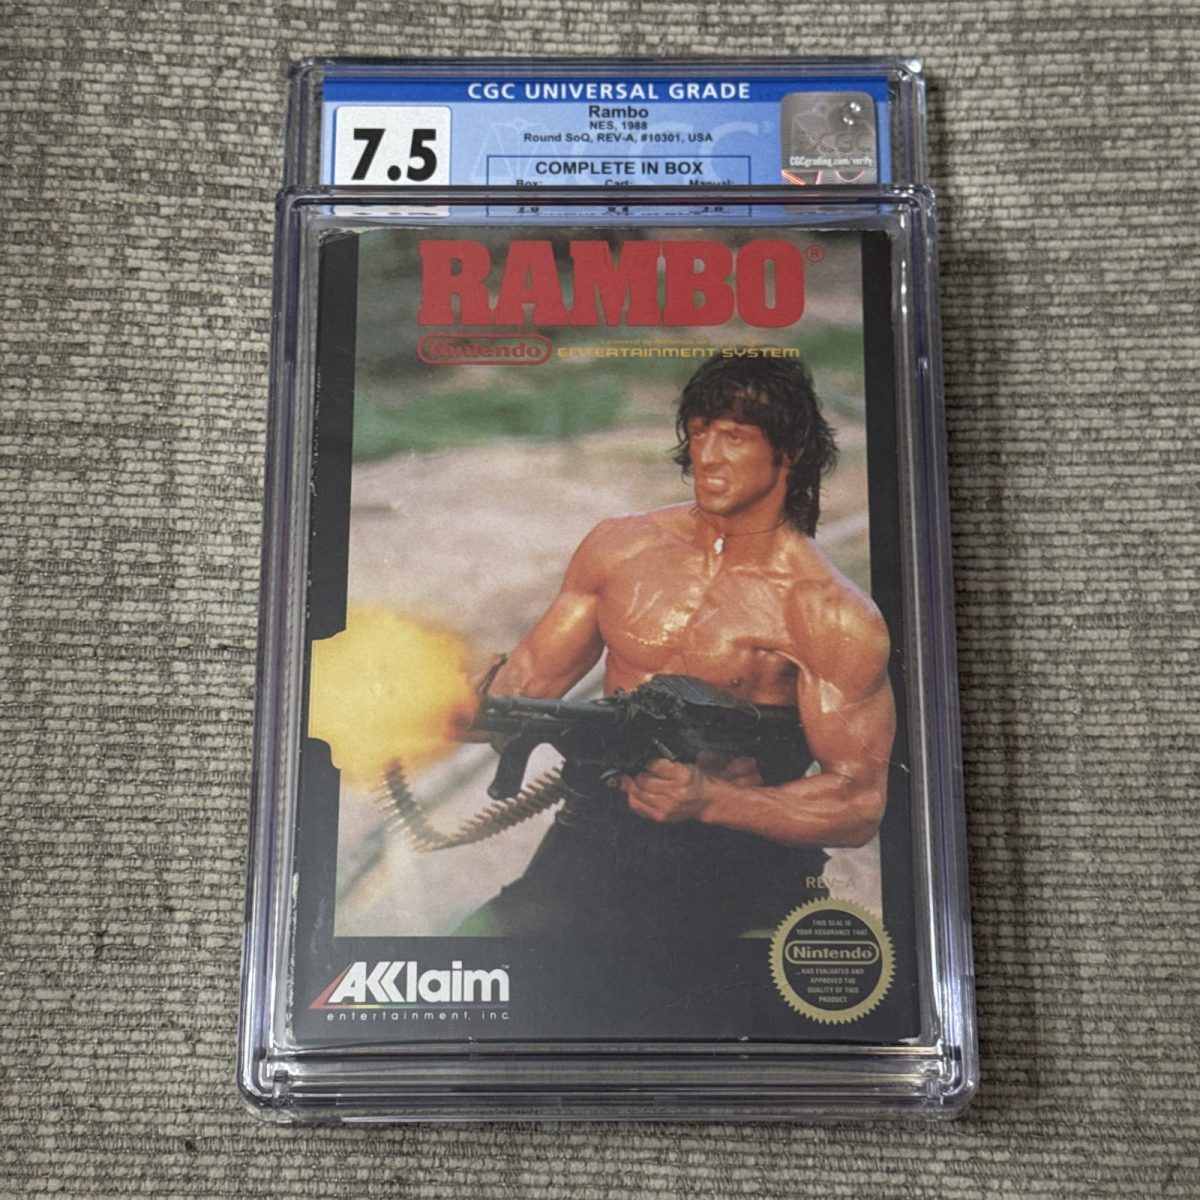 CGC UNIVERSAL GRADE
7.5
Rambo
NES, 1988
Round SoQ, REV-A, #10301, USA
COMPLETE IN BOX
Box: Cart: Manual:
CGCgrading.com/verify
RAMBO®
Nintendo
ENTERTAINMENT SYSTEM
REV-A
THIS SEAL IS
YOUR ASSURANCE THAT
Nintendo
HAS EVALUATED AND
APPROVED THE
QUALITY OF THIS
PRODUCT.
AKKlaim™
entertainment, inc.